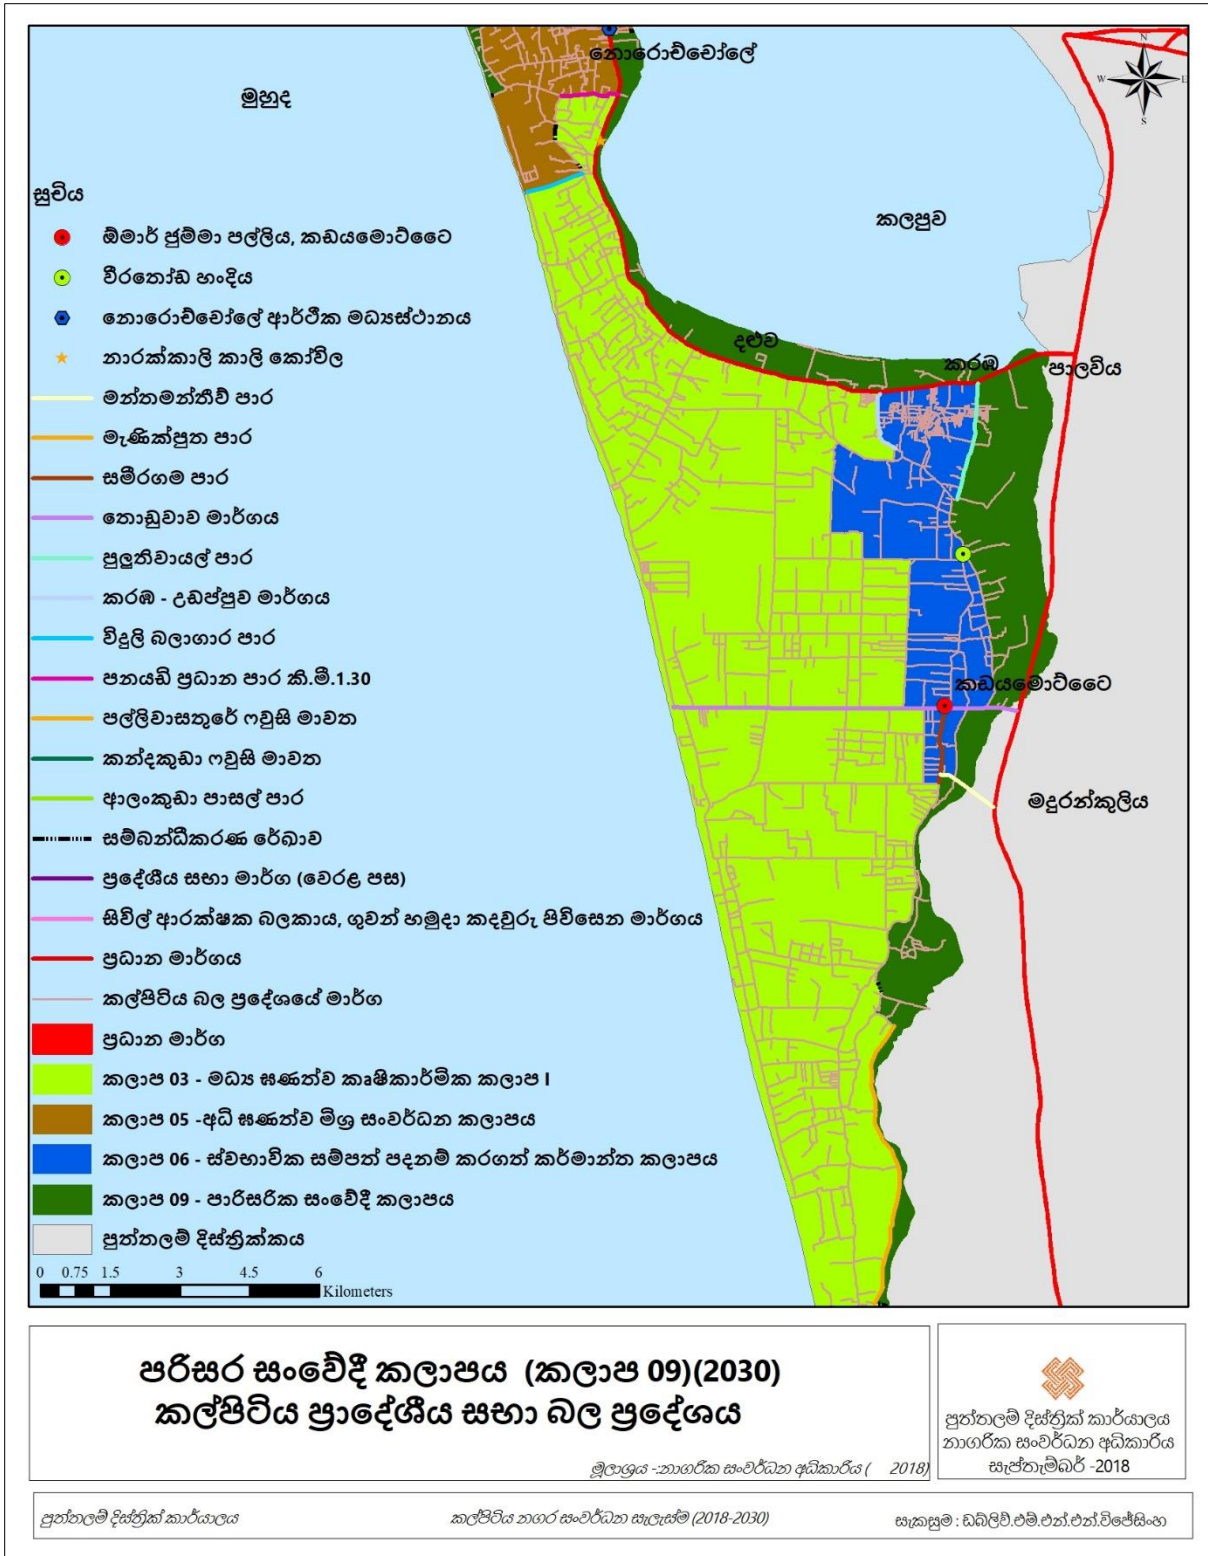 නොරොච්චෝලේ
මුහුද
N
W
E
S
කලපුව
දළුව
කරඹ
පාලවිය
කඩයමොට්ටෛ
මදුරන්කුලිය
සුචිය
ඕමාර් ජුම්මා පල්ලිය, කඩයමොට්ටෛ
වීරතෝඩ හංදිය
නොරොච්චෝලේ ආර්ථික මධ්‍යස්ථානය
නාරක්කාලි කාලි කෝවිල
මන්තමන්තීව් පාර
මැණික්පුත පාර
සමීරගම පාර
තොඩුවාව මාර්ගය
පුලුතිවායල් පාර
කරඹ - උඩප්පුව මාර්ගය
විදුලි බලාගාර පාර
පනයඩි ප්‍රධාන පාර කි.මී.1.30
පල්ලිවාසතුරේ ෆවුසි මාවත
කන්දකුඩා ෆවුසි මාවත
ආලංකුඩා පාසල් පාර
සම්බන්ධීකරණ රේඛාව
ප්‍රදේශීය සභා මාර්ග (වෙරළ පස)
සිවිල් ආරක්ෂක බලකාය, ගුවන් හමුදා කදවුරු පිවිසෙන මාර්ගය
ප්‍රධාන මාර්ගය
කල්පිටිය බල ප්‍රදේශයේ මාර්ග
ප්‍රධාන මාර්ග
කලාප 03 - මධ්‍ය ඝණත්ව කෘෂිකාර්මික කලාප I
කලාප 05 -අධි ඝණත්ව මිශ්‍ර සංවර්ධන කලාපය
කලාප 06 - ස්වභාවික සම්පත් පදනම් කරගත් කර්මාන්ත කලාපය
කලාප 09 - පාරිසරික සංවේදී කලාපය
පුත්තලම් දිස්ත්‍රික්කය
0 0.75 1.5 3 4.5 6
Kilometers
පරිසර සංවේදී කලාපය (කලාප 09)(2030)
කල්පිටිය ප්‍රාදේශීය සභා බල ප්‍රදේශය
මූලාශ්‍රය -:නාගරික සංවර්ධන අධිකාරිය ( 2018)
පුත්තලම් දිස්ත්‍රික් කාර්යාලය
නාගරික සංවර්ධන අධිකාරිය
සැප්තැම්බර් -2018
පුත්තලම් දිස්ත්‍රික් කාර්යාලය
කල්පිටිය නගර සංවර්ධන සැලැස්ම (2018-2030)
සැකසුම : ඩබ්ලිව්.එම්.එන්.එන්.විජේසිංහ